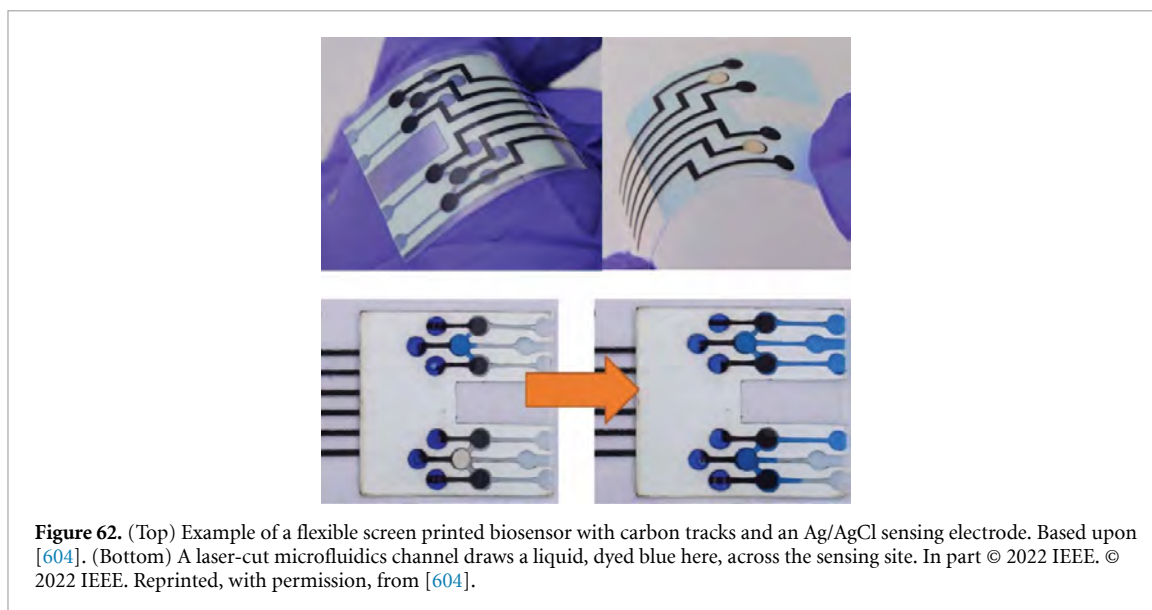 Figure 62. (Top) Example of a flexible screen printed biosensor with carbon tracks and an Ag/AgCl sensing electrode. Based upon
[604]. (Bottom) A laser-cut microfluidics channel draws a liquid, dyed blue here, across the sensing site. In part © 2022 IEEE. ©
2022 IEEE. Reprinted, with permission, from [604].